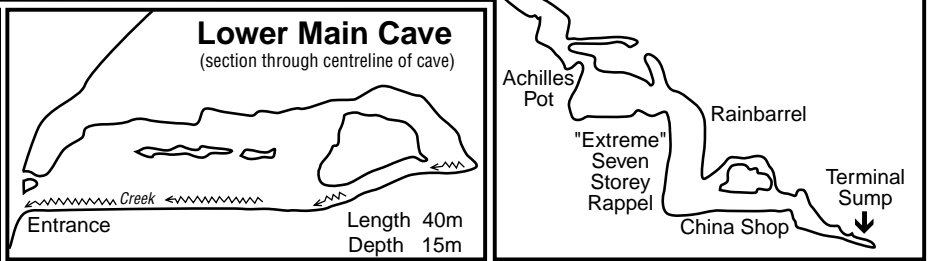 Lower Main Cave
(section through centreline of cave)
Creek
Entrance
Length 40m
Depth 15m
Achilles
Pot
Rainbarrel
"Extreme"
Seven
Storey
Rappel
Terminal
Sump
China Shop